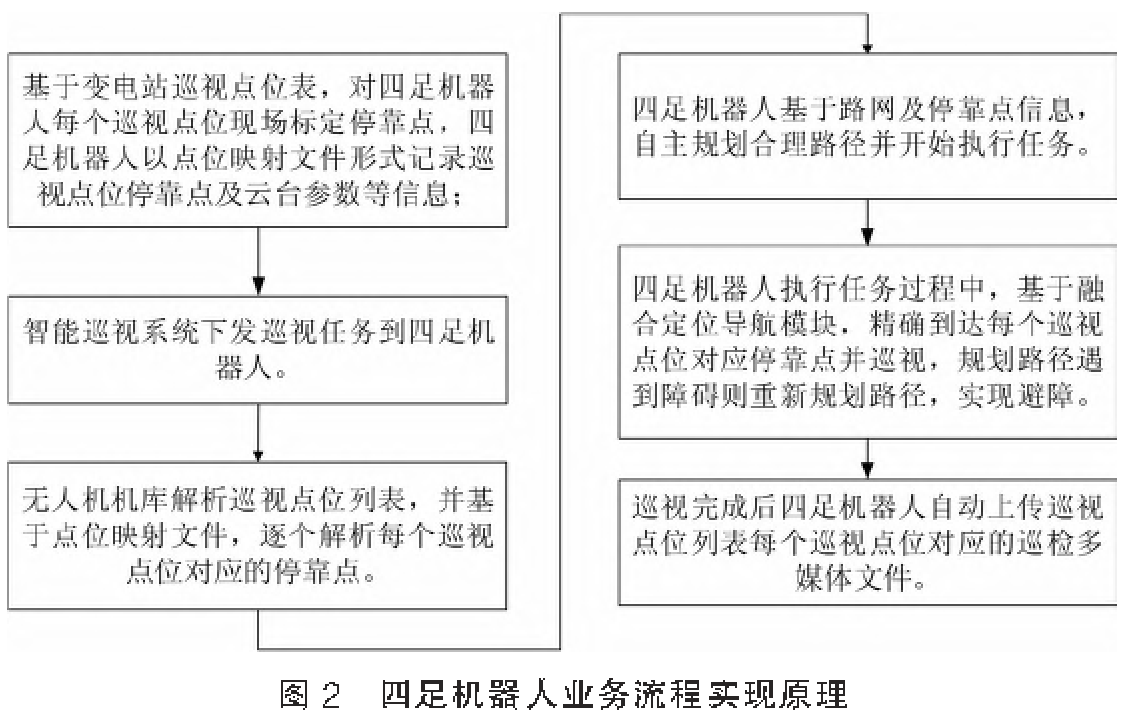 基于变电站巡视点位表，对四足机器
人每个巡视点位现场标定停靠点，四
足机器人以点位映射文件形式记录巡
视点位停靠点及云台参数等信息；
智能巡视系统下发巡视任务到四足机
器人。
无人机机库解析巡视点位列表，并基
于点位映射文件，逐个解析每个巡视
点位对应的停靠点。
四足机器人基于路网及停靠点信息，
自主规划合理路径并开始执行任务。
四足机器人执行任务过程中，基于融
合定位导航模块，精确到达每个巡视
点位对应停靠点并巡视，规划路径遇
到障碍则重新规划路径，实现避障。
巡视完成后四足机器人自动上传巡视
点位列表每个巡视点位对应的巡检多
媒体文件。
图 2 四足机器人业务流程实现原理